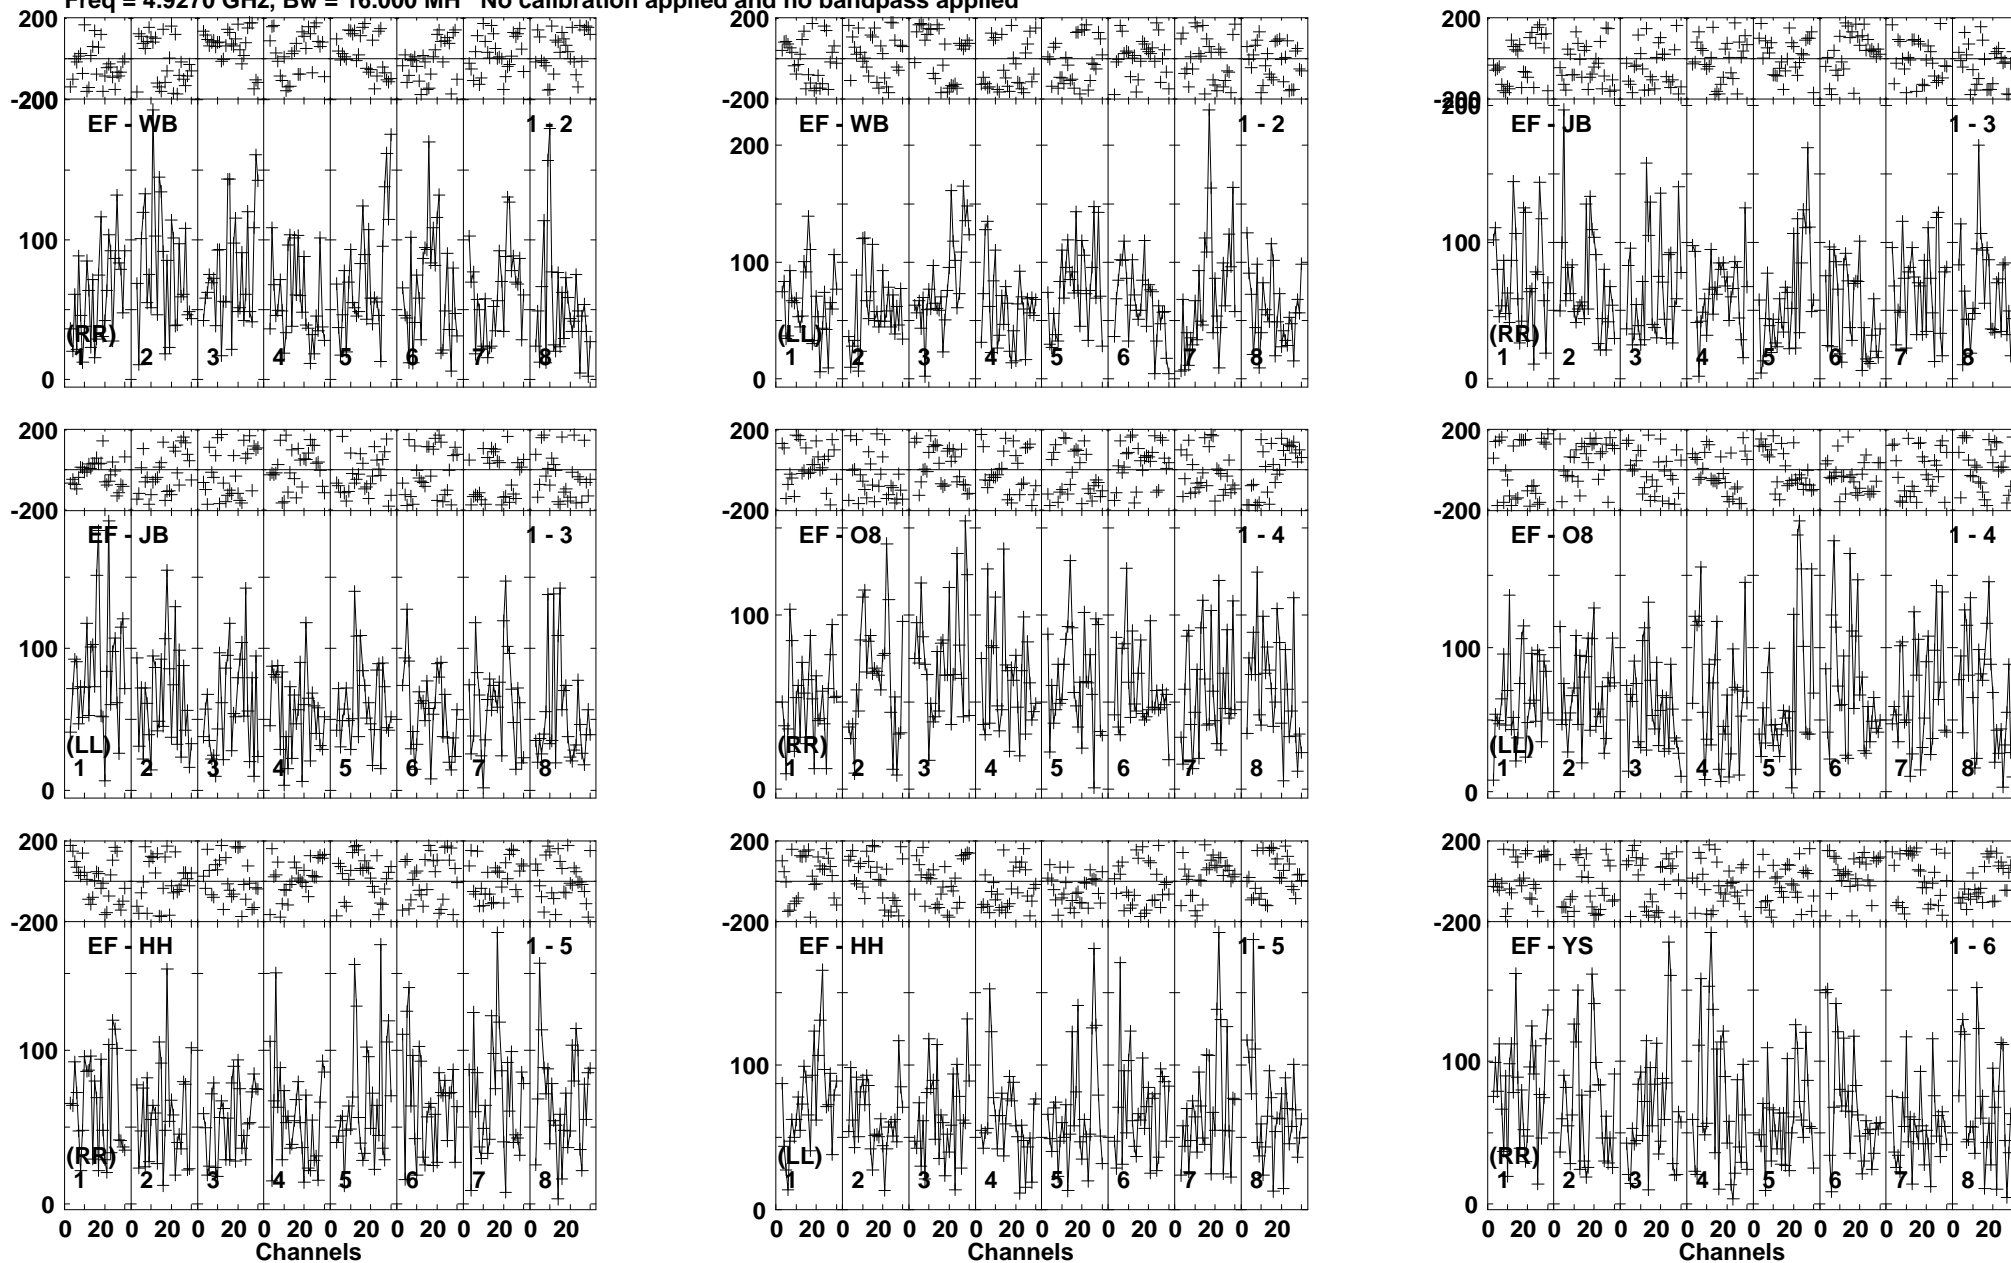 Freq = 4.9270 GHz, Bw = 16.000 MH No calibration applied and no bandpass applied
200 200 200
-200 -200 -200
200
EF - WB 1 - 2 EF - WB 1 - 2 EF - JB 1 - 3
200
100 100 100
(RR) (LL) (RR)
1 2 3 4 5 6 7 8 1 2 3 4 5 6 7 8 1 2 3 4 5 6 7 8
0 0 0
200 200 200
-200 -200 -200
EF - JB 1 - 3 EF - O8 1 - 4 EF - O8 1 - 4
100 100 100
(LL) (RR) (LL)
1 2 3 4 5 6 7 8 1 2 3 4 5 6 7 8 1 2 3 4 5 6 7 8
0 0 0
200 200 200
-200 -200 -200
EF - HH 1 - 5 EF - HH 1 - 5 EF - YS 1 - 6
100 100 100
(RR) (LL) (RR)
1 2 3 4 5 6 7 8 1 2 3 4 5 6 7 8 1 2 3 4 5 6 7 8
0 0 0
0 20 0 20 0 20 0 20 0 20 0 20 0 20 0 20 0 20 0 20 0 20 0 20 0 20 0 20 0 20 0 20 0 20 0 20 0 20 0 20 0 20 0 20 0 20 0 20
Channels Channels Channels